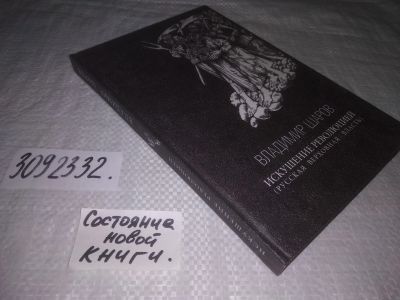 ВЛАДИМИР ШАРОВ
ИСКУШЕНИЕ РЕВОЛЮЦИЕЙ
(РУССКАЯ ВЕРХОВНАЯ ВЛАСТЬ)
3092332.
Состояние
новой
книги.